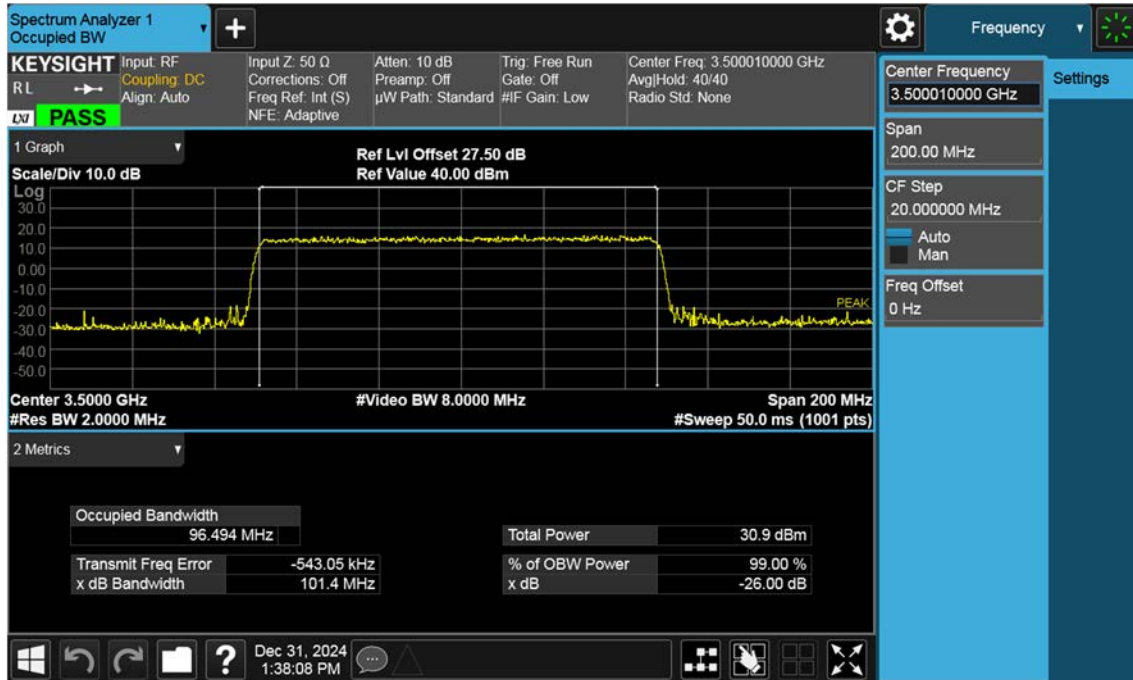 Spectrum Analyzer 1
Occupied BW
+
Frequency
KEYSIGHT
RL
LXI
PASS
Input: RF
Coupling: DC
Align: Auto
Input Z: 50 Ω
Corrections: Off
Freq Ref: Int (S)
NFE: Adaptive
Atten: 10 dB
Preamp: Off
µW Path: Standard
Trig: Free Run
Gate: Off
#IF Gain: Low
Center Freq: 3.500010000 GHz
Avg|Hold: 40/40
Radio Std: None
Center Frequency
3.500010000 GHz
Settings
Span
200.00 MHz
CF Step
20.000000 MHz
Auto
Man
Freq Offset
0 Hz
1 Graph
Scale/Div 10.0 dB
Ref Lvl Offset 27.50 dB
Ref Value 40.00 dBm
Log
30.0
20.0
10.0
0.00
-10.0
-20.0
-30.0
-40.0
-50.0
PEAK
Center 3.5000 GHz
#Video BW 8.0000 MHz
Span 200 MHz
#Res BW 2.0000 MHz
#Sweep 50.0 ms (1001 pts)
2 Metrics
Occupied Bandwidth
96.494 MHz
Total Power 30.9 dBm
Transmit Freq Error -543.05 kHz
% of OBW Power 99.00 %
x dB Bandwidth 101.4 MHz
x dB -26.00 dB
?
Dec 31, 2024
1:38:08 PM